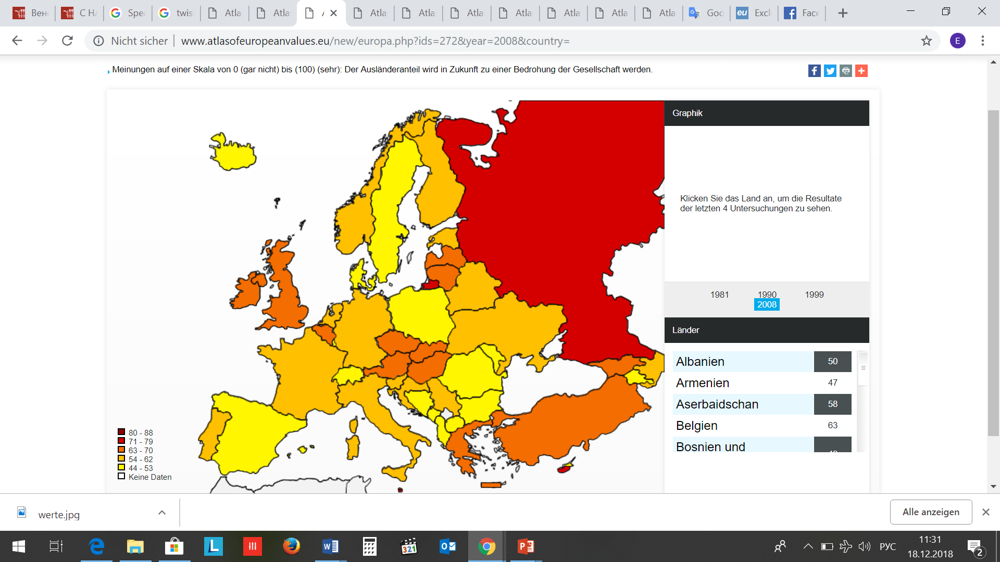 Вен
С НА
Spea
twist
Atla
Atla
A
Atla
Atla
Atla
Atla
Atla
Atla
Atla
Goo
eu
Excl
Face
Nicht sicher
www.atlasofeuropeanvalues.eu/new/europa.php?ids=272&year=2008&country=
E
Meinungen auf einer Skala von 0 (gar nicht) bis (100) (sehr): Der Ausländeranteil wird in Zukunft zu einer Bedrohung der Gesellschaft werden.
Graphik
Klicken Sie das Land an, um die Resultate
der letzten 4 Untersuchungen zu sehen.
1981 1990 1999
2008
Länder
Albanien 50
Armenien 47
Aserbaidschan 58
Belgien 63
Bosnien und
80 - 88
71 - 79
63 - 70
54 - 62
44 - 53
Keine Daten
werte.jpg
Alle anzeigen
321
РУС
11:31
18.12.2018
2